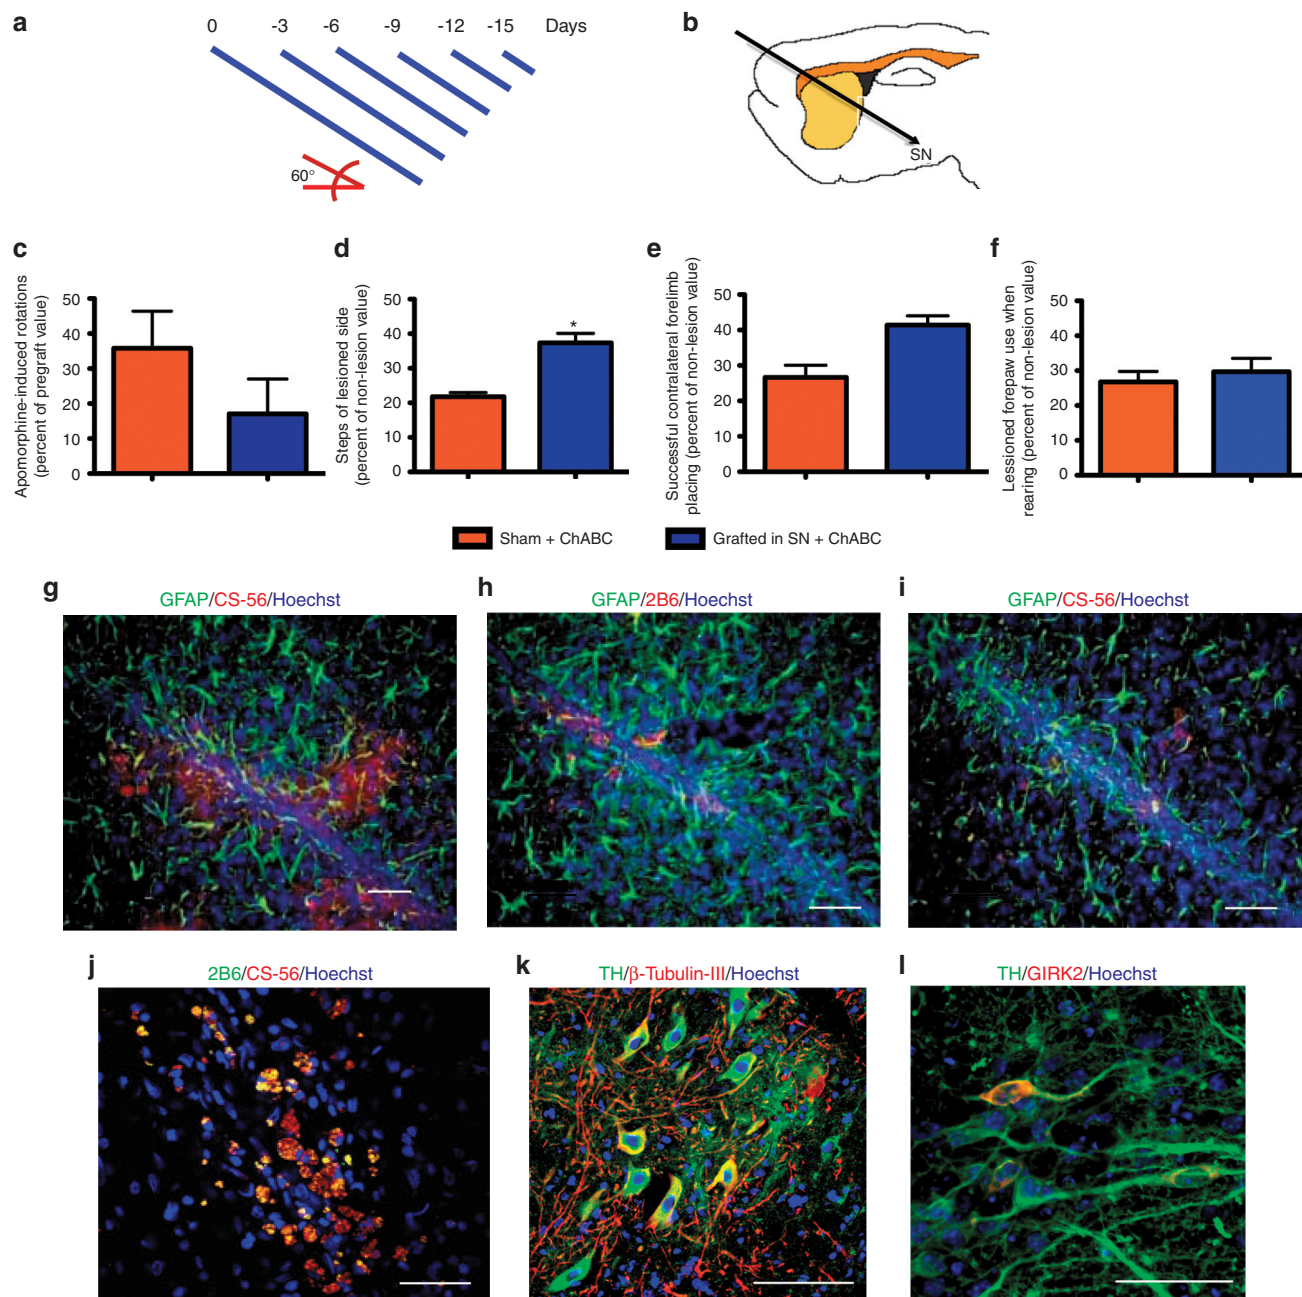 a
0 -3 -6 -9 -12 -15 Days
60°
b
SN
c
Apomorphine-induced rotations
(percent of pregraft value)
50
40
30
20
10
0
d
Steps of lesioned side
(percent of non-lesion value)
50
40
30
20
10
0
*
e
Successful contralateral forelimb
placing (percent of non-lesion value)
50
40
30
20
10
0
f
Lessioned forepaw use when
rearing (percent of non-lesion value)
50
40
30
20
10
0
Sham + ChABC
Grafted in SN + ChABC
g
GFAP/CS-56/Hoechst
h
GFAP/2B6/Hoechst
i
GFAP/CS-56/Hoechst
j
2B6/CS-56/Hoechst
k
TH/β-Tubulin-III/Hoechst
l
TH/GIRK2/Hoechst